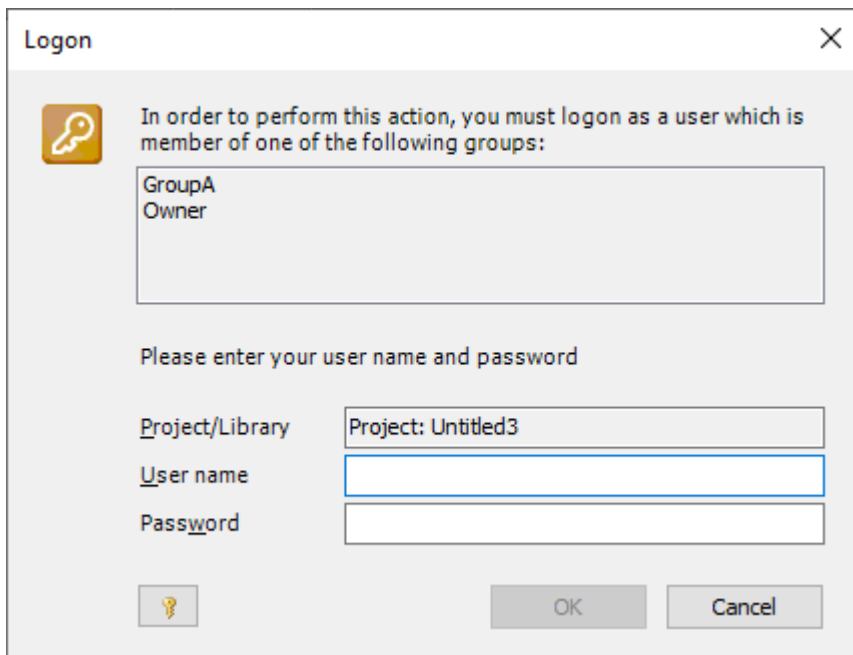 Logon
In order to perform this action, you must logon as a user which is
member of one of the following groups:
GroupA
Owner
Please enter your user name and password
Project/Library
Project: Untitled3
User name
Password
OK
Cancel